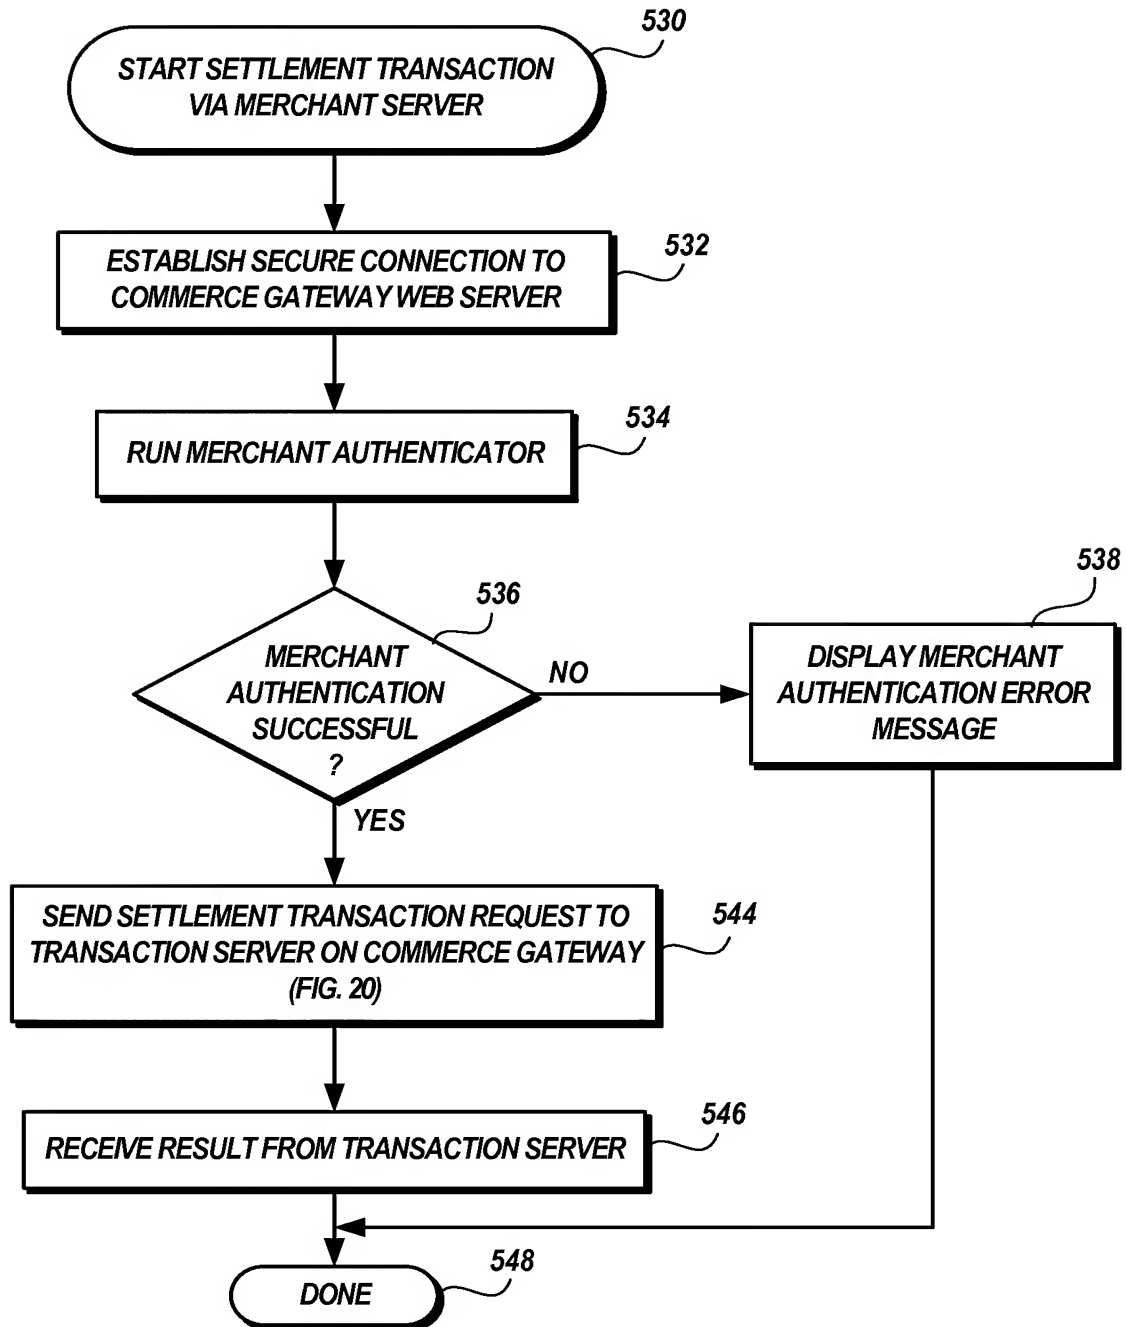 530
START SETTLEMENT TRANSACTION
VIA MERCHANT SERVER
532
ESTABLISH SECURE CONNECTION TO
COMMERCE GATEWAY WEB SERVER
534
RUN MERCHANT AUTHENTICATOR
536
MERCHANT
AUTHENTICATION
SUCCESSFUL
?
NO
538
DISPLAY MERCHANT
AUTHENTICATION ERROR
MESSAGE
YES
544
SEND SETTLEMENT TRANSACTION REQUEST TO
TRANSACTION SERVER ON COMMERCE GATEWAY
(FIG. 20)
546
RECEIVE RESULT FROM TRANSACTION SERVER
548
DONE